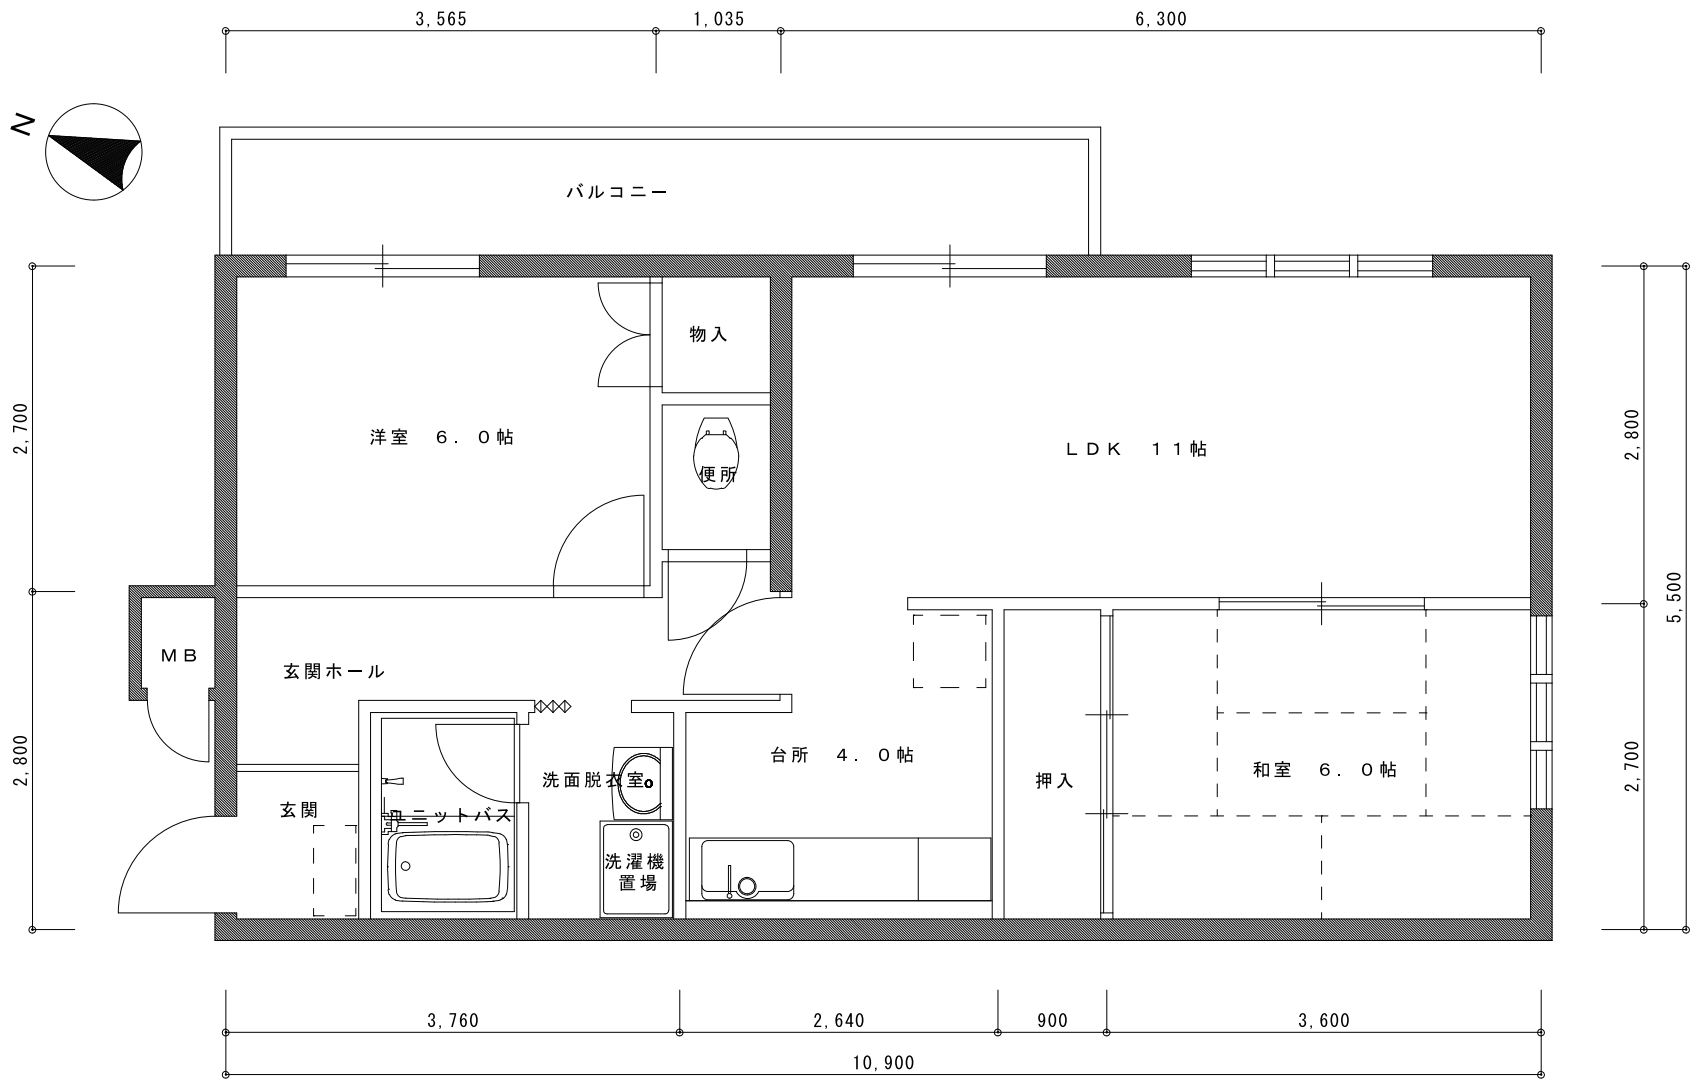 3,565
1,035
6,300
N
バルコニー
物入
洋室　６．０帖
便所
ＬＤＫ　１１帖
2,700
2,800
5,500
ＭＢ
玄関ホール
台所　４．０帖
和室　６．０帖
2,800
2,700
洗面脱衣室
押入
玄関
ユニットバス
洗濯機
置場
3,760
2,640
900
3,600
10,900